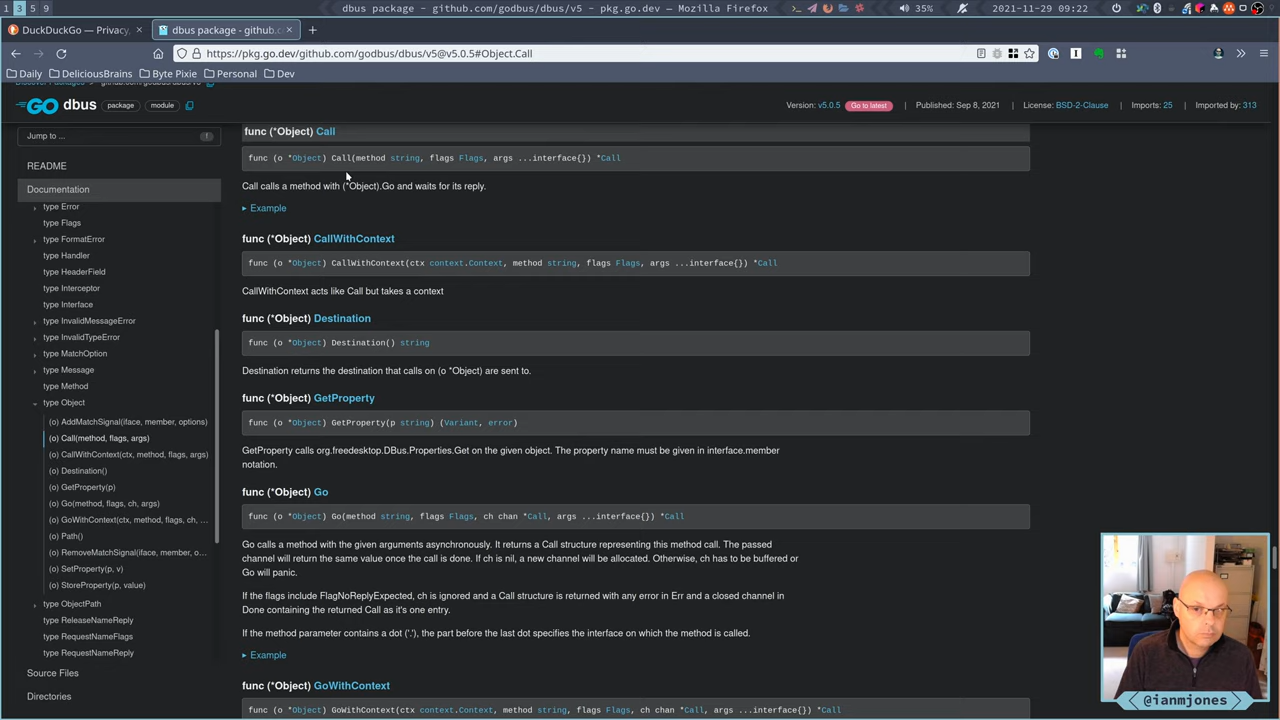 1 3 5 9
dbus package - github.com/godbus/dbus/v5 - pkg.go.dev — Mozilla Firefox
35%
2021-11-29 09:22
DuckDuckGo — Privacy, ×
dbus package - github.c ×
+
https://pkg.go.dev/github.com/godbus/dbus/v5@v5.0.5#Object.Call
Daily DeliciousBrains Byte Pixie Personal Dev
GO dbus package module
Version: v5.0.5 Go to latest | Published: Sep 8, 2021 | License: BSD-2-Clause | Imports: 25 | Imported by: 313
Jump to ...
README
Documentation
type Error
type Flags
type FormatError
type Handler
type HeaderField
type Interceptor
type Interface
type InvalidMessageError
type InvalidTypeError
type MatchOption
type Message
type Method
type Object
(o) AddMatchSignal(iface, member, options)
(o) Call(method, flags, args)
(o) CallWithContext(ctx, method, flags, args)
(o) Destination()
(o) GetProperty(p)
(o) Go(method, flags, ch, args)
(o) GoWithContext(ctx, method, flags, ch, ...
(o) Path()
(o) RemoveMatchSignal(iface, member, o...
(o) SetProperty(p, v)
(o) StoreProperty(p, value)
type ObjectPath
type ReleaseNameReply
type RequestNameFlags
type RequestNameReply
Source Files
Directories
func (*Object) Call
func (o *Object) Call(method string, flags Flags, args ...interface{}) *Call
Call calls a method with (*Object).Go and waits for its reply.
▸ Example
func (*Object) CallWithContext
func (o *Object) CallWithContext(ctx context.Context, method string, flags Flags, args ...interface{}) *Call
CallWithContext acts like Call but takes a context
func (*Object) Destination
func (o *Object) Destination() string
Destination returns the destination that calls on (o *Object) are sent to.
func (*Object) GetProperty
func (o *Object) GetProperty(p string) (Variant, error)
GetProperty calls org.freedesktop.DBus.Properties.Get on the given object. The property name must be given in interface.member
notation.
func (*Object) Go
func (o *Object) Go(method string, flags Flags, ch chan *Call, args ...interface{}) *Call
Go calls a method with the given arguments asynchronously. It returns a Call structure representing this method call. The passed
channel will return the same value once the call is done. If ch is nil, a new channel will be allocated. Otherwise, ch has to be buffered or
Go will panic.
If the flags include FlagNoReplyExpected, ch is ignored and a Call structure is returned with any error in Err and a closed channel in
Done containing the returned Call as it's one entry.
If the method parameter contains a dot ('.'), the part before the last dot specifies the interface on which the method is called.
▸ Example
func (*Object) GoWithContext
func (o *Object) GoWithContext(ctx context.Context, method string, flags Flags, ch chan *Call, args ...interface{}) *Call
@ianmjones